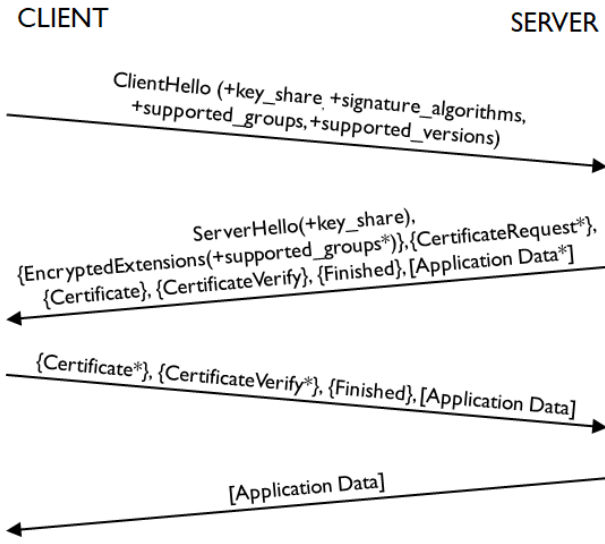 CLIENT
SERVER
ClientHello (+key_share, +signature_algorithms,
+supported_groups, +supported_versions)
ServerHello(+key_share),
{EncryptedExtensions(+supported_groups*)},{CertificateRequest*},
{Certificate}, {CertificateVerify}, {Finished}, [Application Data*]
{Certificate*}, {CertificateVerify*}, {Finished}, [Application Data]
[Application Data]